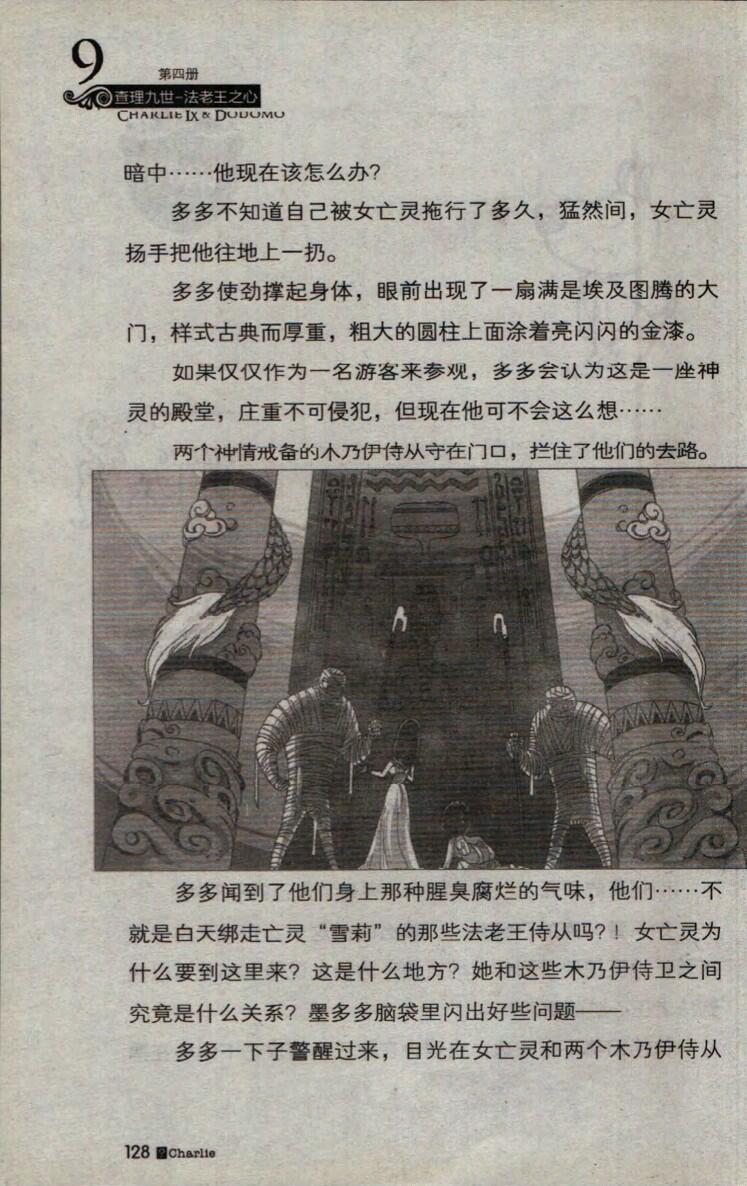 9
第四册
查理九世-法老王之心
CHARLIE IX & DODOMO
暗中……他现在该怎么办?
多多不知道自己被女亡灵拖行了多久，猛然间，女亡灵
扬手把他往地上一扔。
多多使劲撑起身体，眼前出现了一扇满是埃及图腾的大
门，样式古典而厚重，粗大的圆柱上面涂着亮闪闪的金漆。
如果仅仅作为一名游客来参观，多多会认为这是一座神
灵的殿堂，庄重不可侵犯，但现在他可不会这么想……
两个神情戒备的木乃伊侍从守在门口，拦住了他们的去路。
多多闻到了他们身上那种腥臭腐烂的气味，他们……不
就是白天绑走亡灵“雪莉”的那些法老王侍从吗?！女亡灵为
什么要到这里来？这是什么地方？她和这些木乃伊侍卫之间
究竟是什么关系？墨多多脑袋里闪出好些问题——
多多一下子警醒过来，目光在女亡灵和两个木乃伊侍从
128 Charlie